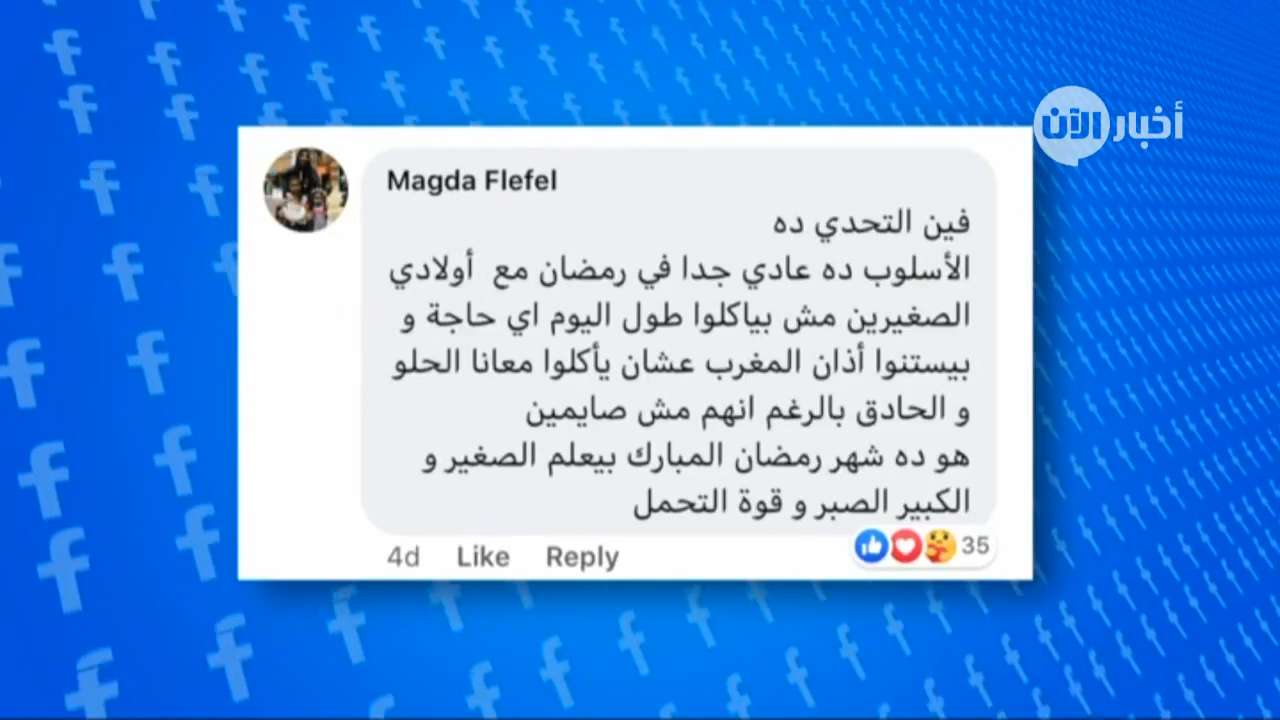 أخبار الآن
Magda Flefel
فين التحدي ده
الأسلوب ده عادي جدا في رمضان مع أولادي
الصغيرين مش بياكلوا طول اليوم اي حاجة و
بيستنوا أذان المغرب عشان يأكلوا معانا الحلو
و الحادق بالرغم انهم مش صايمين
هو ده شهر رمضان المبارك بيعلم الصغير و
الكبير الصبر و قوة التحمل
4d Like Reply 35